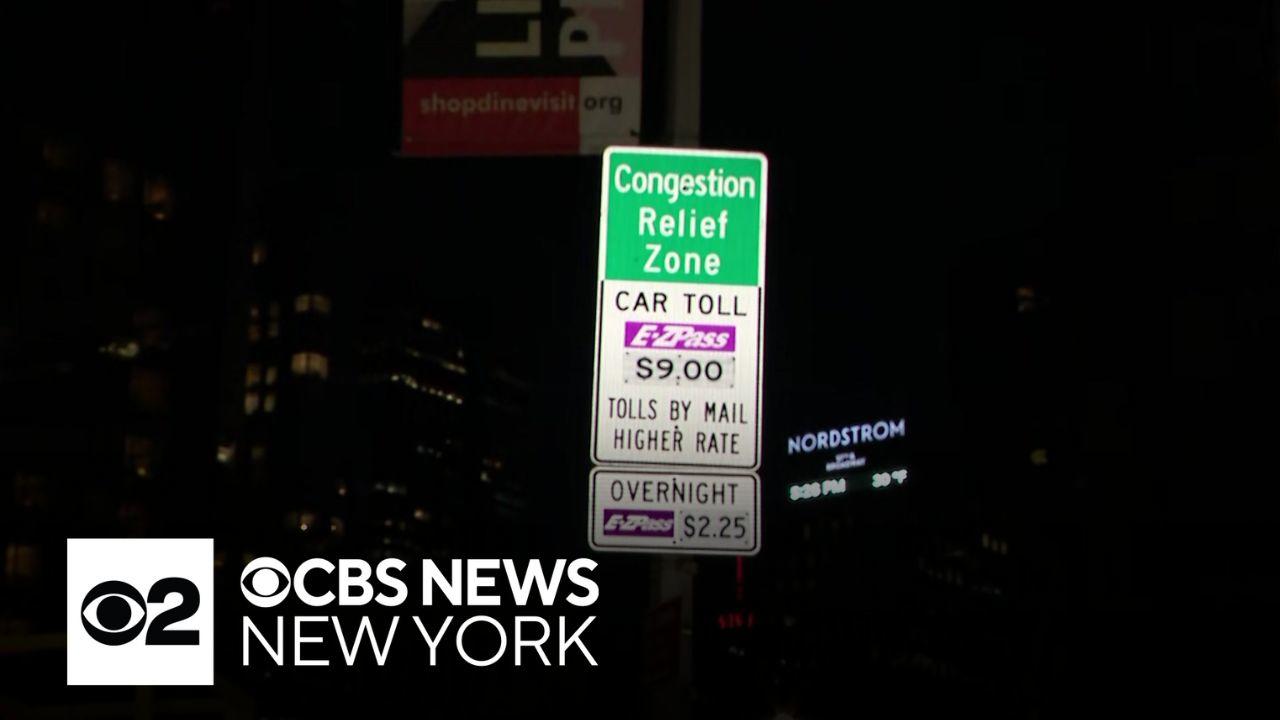 shopdinevisit.org
Congestion
Relief
Zone
CAR TOLL
E-ZPass
$9.00
TOLLS BY MAIL
HIGHER RATE
OVERNIGHT
E-ZPass $2.25
NORDSTROM
2 CBS NEWS
NEW YORK